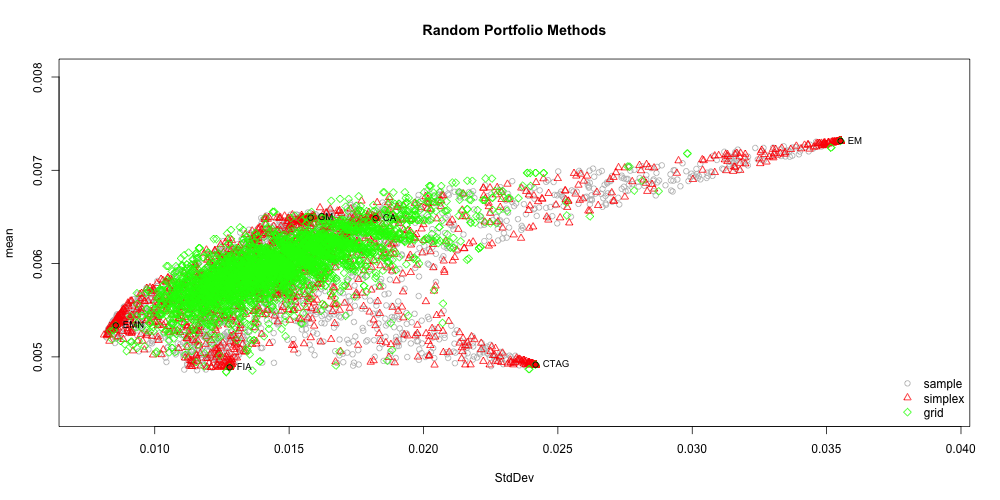 Random Portfolio Methods
mean
0.008
0.007
0.006
0.005
EM
GM
CA
EMN
FIA
CTAG
sample
simplex
grid
0.010 0.015 0.020 0.025 0.030 0.035 0.040
StdDev